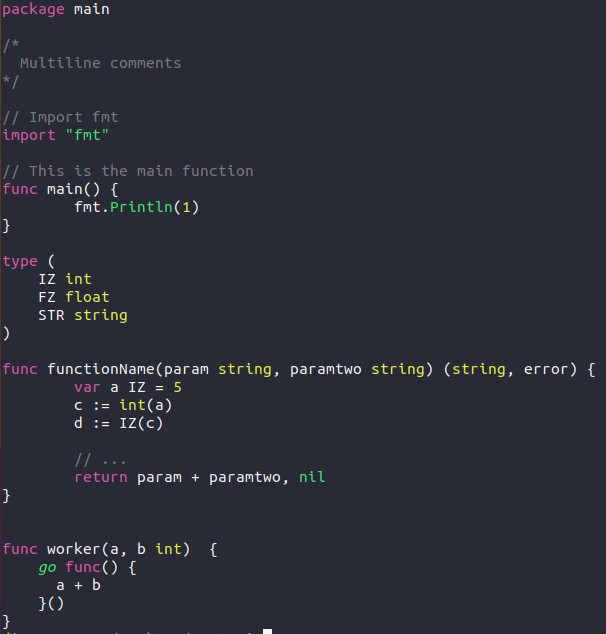 package main

/*
  Multiline comments
*/

// Import fmt
import "fmt"

// This is the main function
func main() {
        fmt.Println(1)
}

type (
    IZ int
    FZ float
    STR string
)

func functionName(param string, paramtwo string) (string, error) {
        var a IZ = 5
        c := int(a)
        d := IZ(c)

        // ...
        return param + paramtwo, nil
}


func worker(a, b int)  {
    go func() {
      a + b
    }()
}